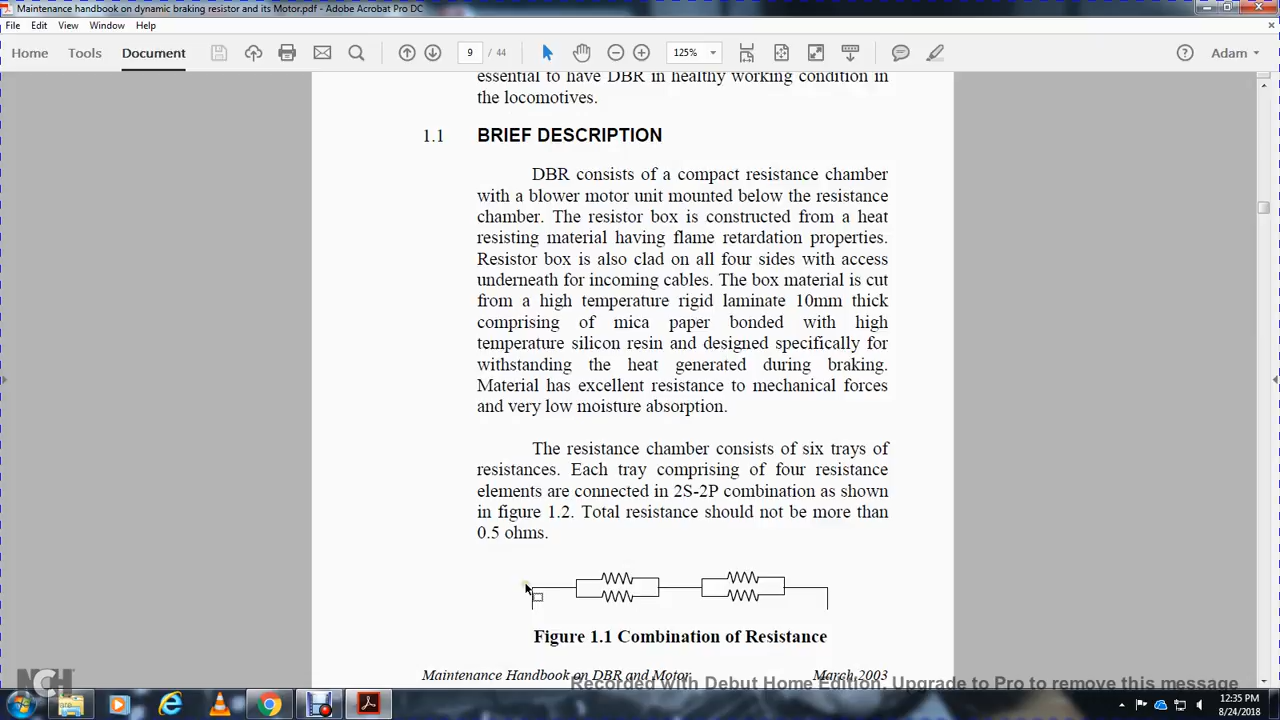 Maintenance handbook on dynamic braking resistor and its Motor.pdf - Adobe Acrobat Pro DC
File Edit View Window Help
Home Tools Document 9 / 44 125% Adam
essential to have DBR in healthy working condition in
the locomotives.
1.1 BRIEF DESCRIPTION
DBR consists of a compact resistance chamber
with a blower motor unit mounted below the resistance
chamber. The resistor box is constructed from a heat
resisting material having flame retardation properties.
Resistor box is also clad on all four sides with access
underneath for incoming cables. The box material is cut
from a high temperature rigid laminate 10mm thick
comprising of mica paper bonded with high
temperature silicon resin and designed specifically for
withstanding the heat generated during braking.
Material has excellent resistance to mechanical forces
and very low moisture absorption.
The resistance chamber consists of six trays of
resistances. Each tray comprising of four resistance
elements are connected in 2S-2P combination as shown
in figure 1.2. Total resistance should not be more than
0.5 ohms.
Figure 1.1 Combination of Resistance
Maintenance Handbook on DBR and Motor March 2003
NCH
Recorded with Debut Home Edition. Upgrade to Pro to remove this message
12:35 PM
8/24/2018